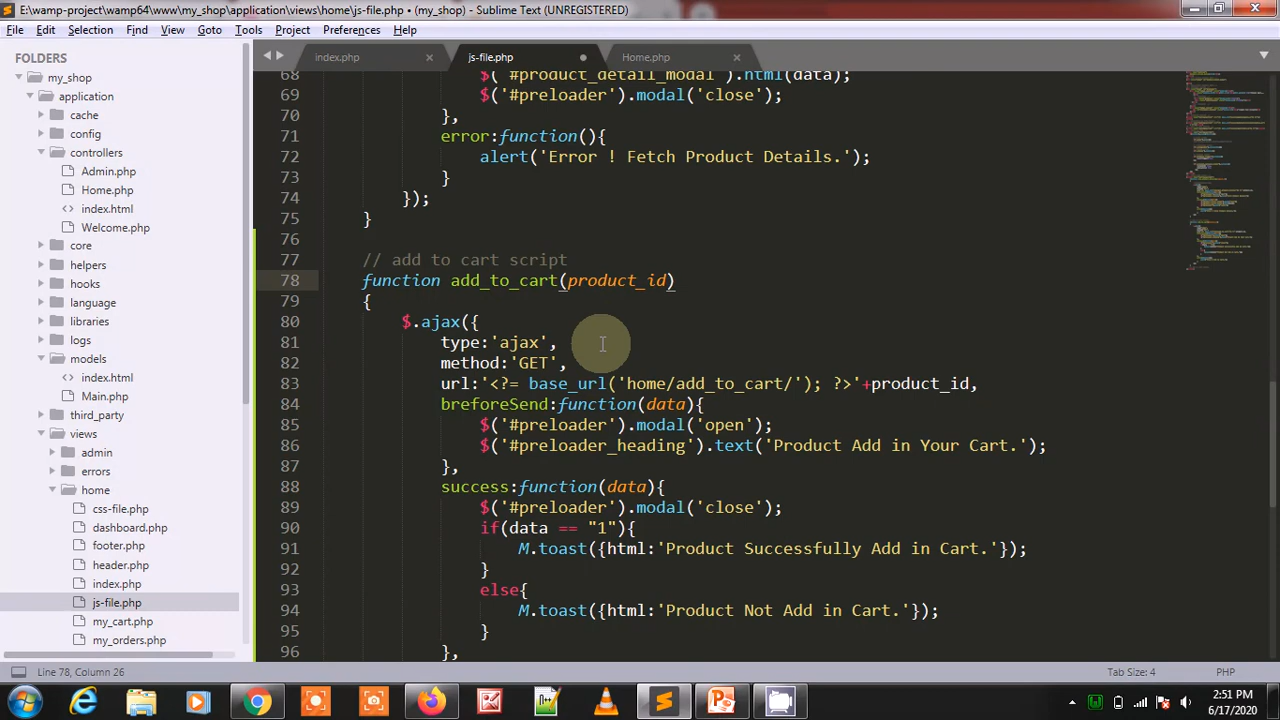 E:\wamp-project\wamp64\www\my_shop\application\views\home\js-file.php • (my_shop) - Sublime Text (UNREGISTERED)
File Edit Selection Find View Goto Tools Project Preferences Help
FOLDERS
my_shop
application
cache
config
controllers
Admin.php
Home.php
index.html
Welcome.php
core
helpers
hooks
language
libraries
logs
models
index.html
Main.php
third_party
views
admin
errors
home
css-file.php
dashboard.php
footer.php
header.php
index.php
js-file.php
my_cart.php
my_orders.php
index.php js-file.php Home.php
68 $('#product_detail_modal').html(data);
69 $('#preloader').modal('close');
70 },
71 error:function(){
72 alert('Error ! Fetch Product Details.');
73 }
74 });
75 }
76
77 // add to cart script
78 function add_to_cart(product_id)
79 {
80 $.ajax({
81 type:'ajax',
82 method:'GET',
83 url:'<?= base_url('home/add_to_cart/'); ?>'+product_id,
84 breforeSend:function(data){
85 $('#preloader').modal('open');
86 $('#preloader_heading').text('Product Add in Your Cart.');
87 },
88 success:function(data){
89 $('#preloader').modal('close');
90 if(data == "1"){
91 M.toast({html:'Product Successfully Add in Cart.'});
92 }
93 else{
94 M.toast({html:'Product Not Add in Cart.'});
95 }
96 },
Line 78, Column 26 Tab Size: 4 PHP
2:51 PM
6/17/2020